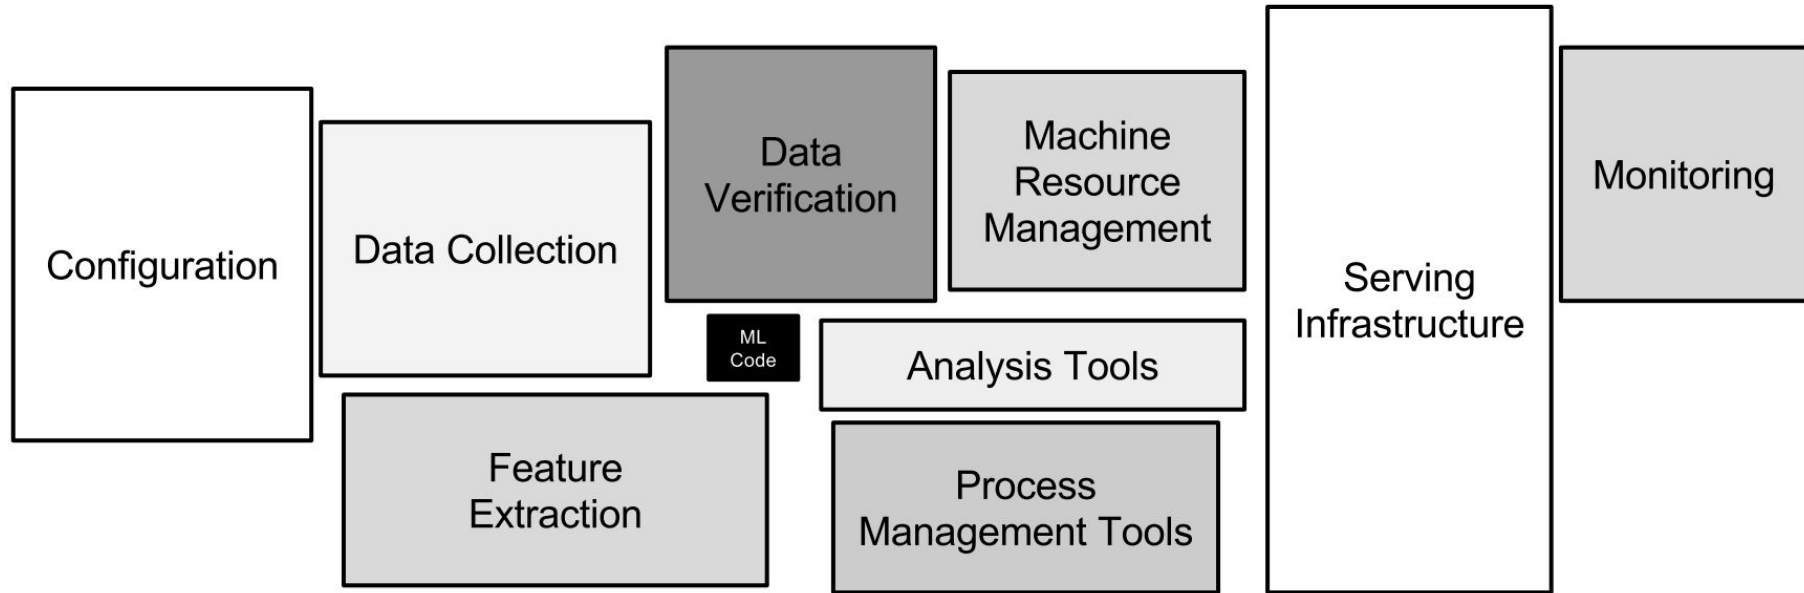 Configuration
Data Collection
Data
Verification
Machine
Resource
Management
Serving
Infrastructure
Monitoring
ML
Code
Analysis Tools
Feature
Extraction
Process
Management Tools